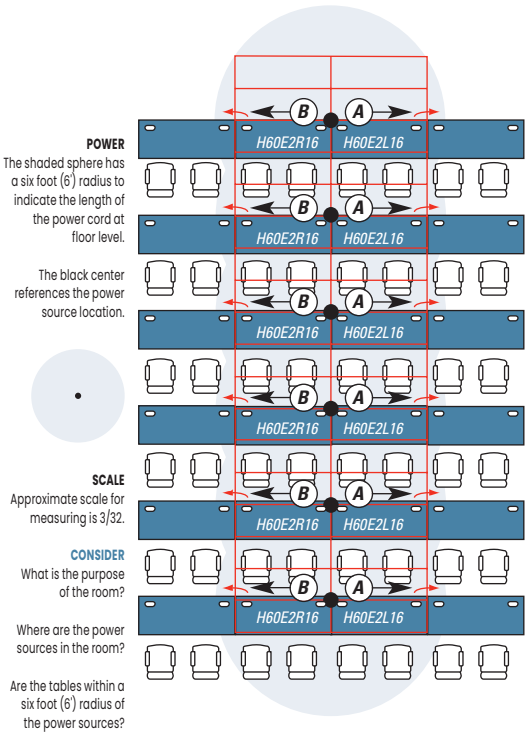 B A
H60E2R16 H60E2L16
B A
H60E2R16 H60E2L16
B A
H60E2R16 H60E2L16
B A
H60E2R16 H60E2L16
B A
H60E2R16 H60E2L16
B A
H60E2R16 H60E2L16
POWER
The shaded sphere has
a six foot (6') radius to
indicate the length of
the power cord at
floor level.
The black center
references the power
source location.
SCALE
Approximate scale for
measuring is 3/32.
CONSIDER
What is the purpose
of the room?
Where are the power
sources in the room?
Are the tables within a
six foot (6') radius of
the power sources?